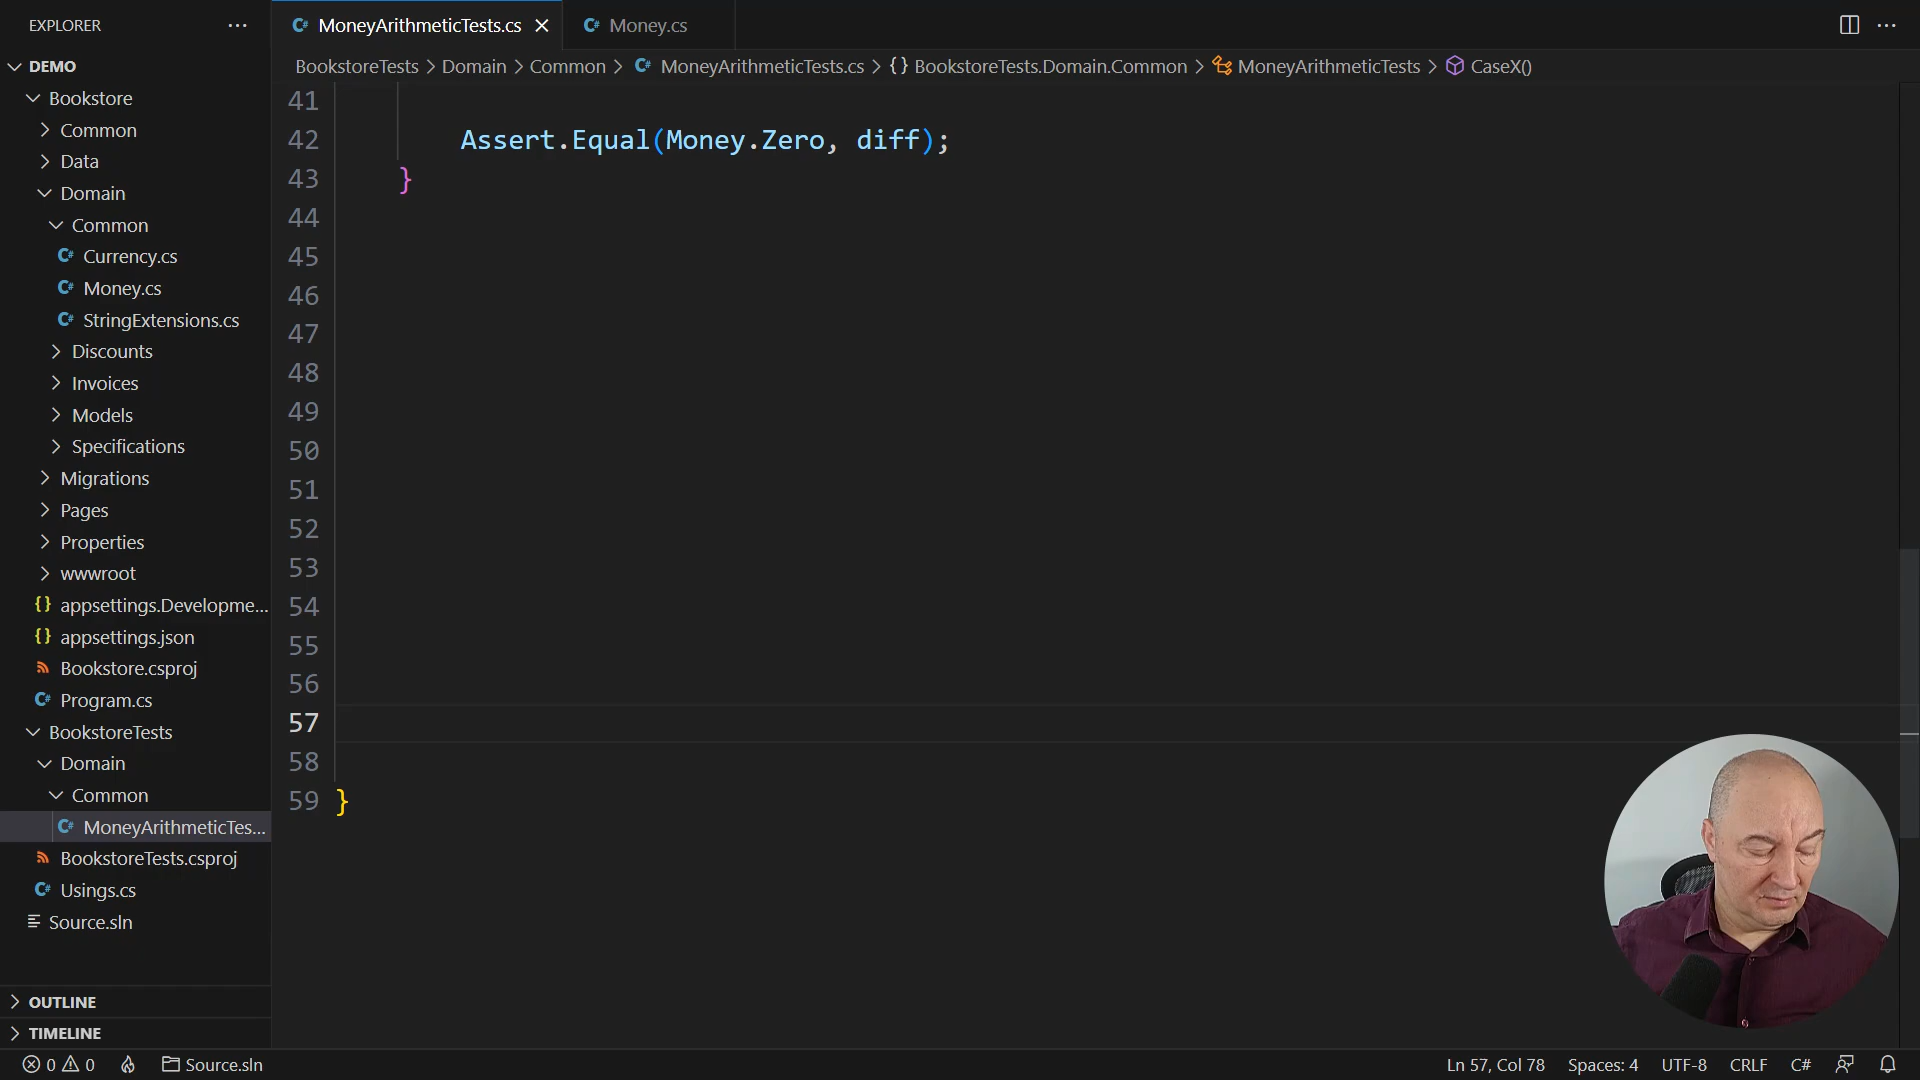 EXPLORER
DEMO
Bookstore
Common
Data
Domain
Common
Currency.cs
Money.cs
StringExtensions.cs
Discounts
Invoices
Models
Specifications
Migrations
Pages
Properties
wwwroot
appsettings.Developme...
appsettings.json
Bookstore.csproj
Program.cs
BookstoreTests
Domain
Common
MoneyArithmeticTes...
BookstoreTests.csproj
Usings.cs
Source.sln
OUTLINE
TIMELINE
MoneyArithmeticTests.cs
Money.cs
BookstoreTests > Domain > Common > MoneyArithmeticTests.cs > {} BookstoreTests.Domain.Common > MoneyArithmeticTests > CaseX()
41
42 Assert.Equal(Money.Zero, diff);
43 }
44
45
46
47
48
49
50
51
52
53
54
55
56
57
58
59 }
0 0 Source.sln Ln 57, Col 78 Spaces: 4 UTF-8 CRLF C#